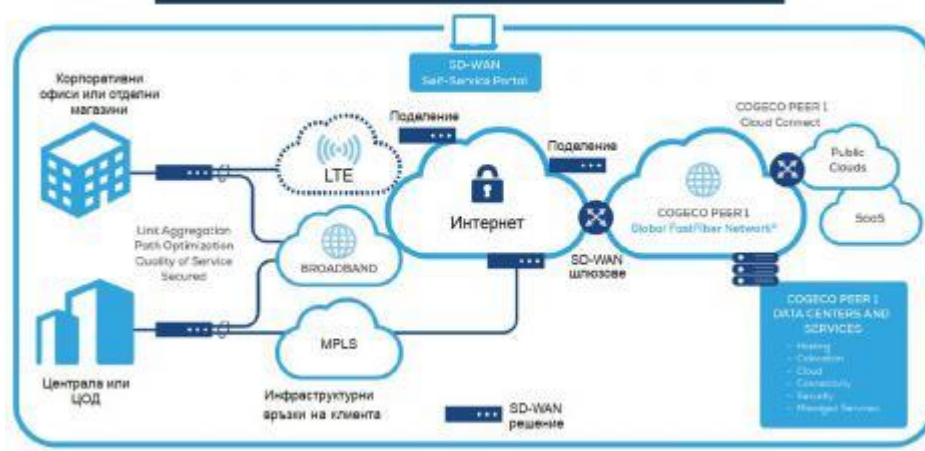 SD-WAN
Self-Service Portal
Корпоративни
офиси или отделни
магазини
Поделение
LTE
Поделение
COGECO PEER 1
Cloud Connect
Public
Clouds
SaaS
Интернет
COGECO PEER 1
Global FastFiber Network®
Link Aggregation
Path Optimization
Quality of Service
Secured
BROADBAND
SD-WAN
шлюзове
MPLS
COGECO PEER 1
DATA CENTERS AND
SERVICES
- Hosting
- Colocation
- Cloud
- Connectivity
- Security
- Managed Services
Централа или
ЦОД
Инфраструктурни
връзки на клиента
SD-WAN
решение